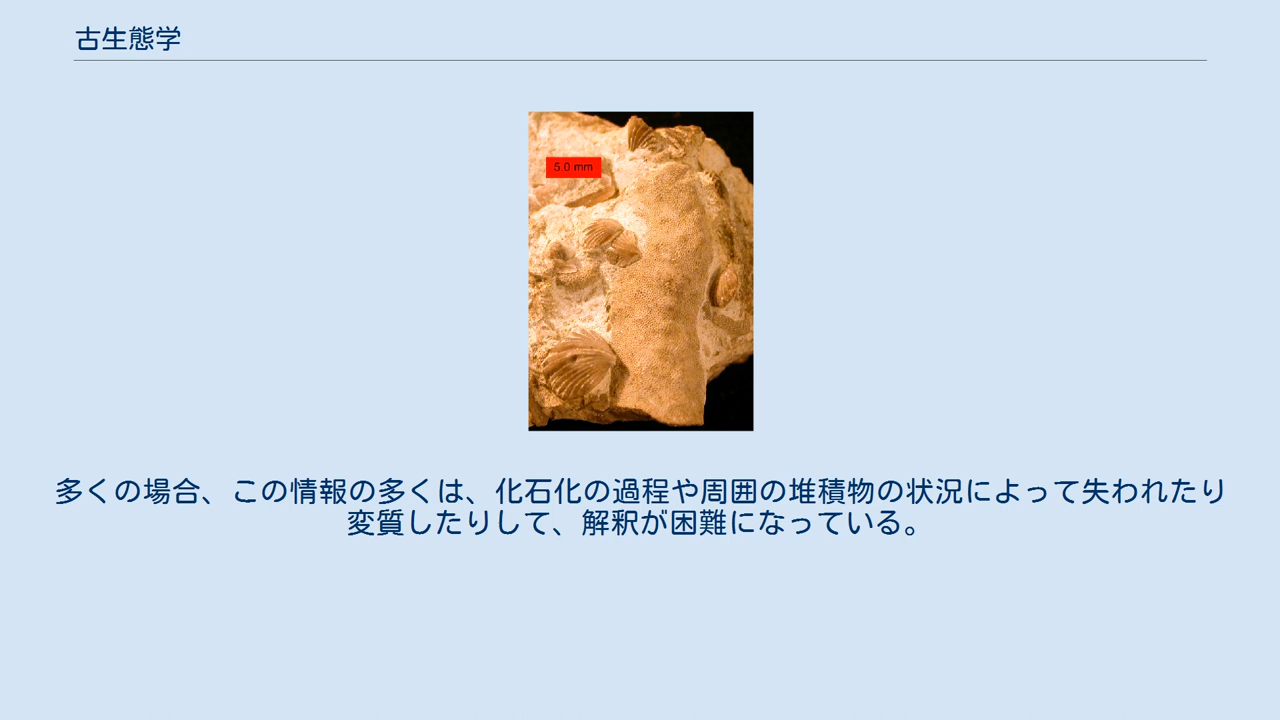 古生態学
5.0 mm
多くの場合、この情報の多くは、化石化の過程や周囲の堆積物の状況によって失われたり
変質したりして、解釈が困難になっている。